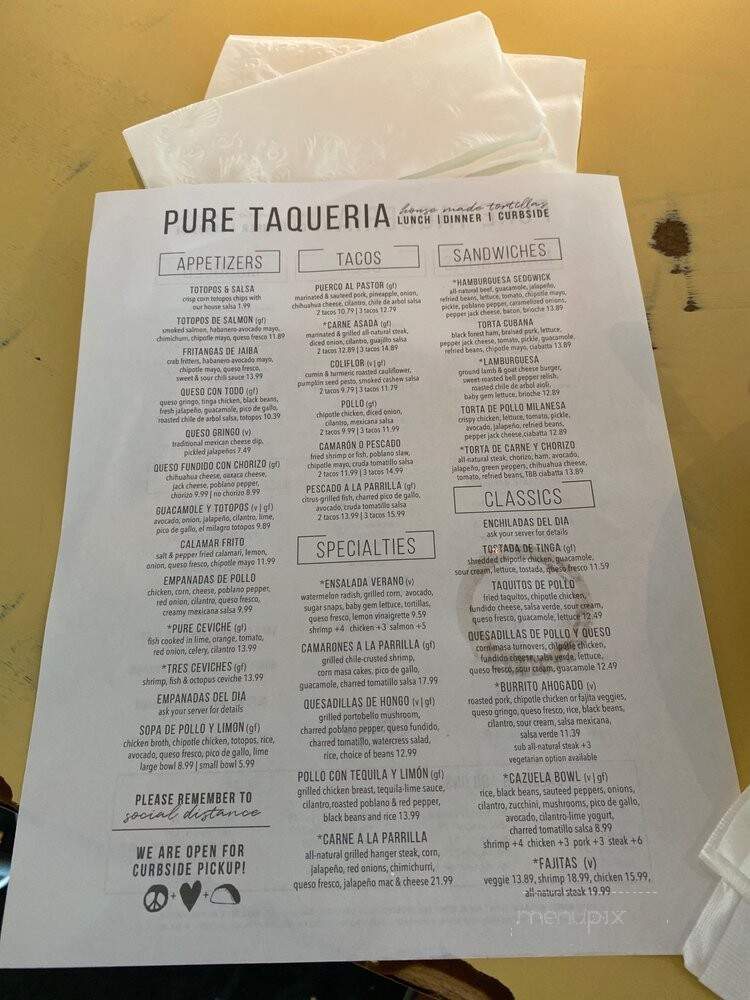 PURE TAQUERIA
house made tortillas
LUNCH | DINNER | CURBSIDE
APPETIZERS
TOTOPOS & SALSA
crisp corn totopos chips with
our house salsa 1.99
TOTOPOS DE SALMON (gf)
smoked salmon, habanero-avocado mayo,
chimichurri, chipotle mayo, queso fresco 11.89
FRITANGAS DE JAIBA
crab fritters, habanero-avocado mayo,
chipotle mayo, queso fresco,
sweet & sour chili sauce 13.99
QUESO CON TODO (gf)
queso gringo, tinga chicken, black beans,
fresh jalapeño, guacamole, pico de gallo,
roasted chile de arbol salsa, totopos 10.39
QUESO GRINGO (v)
traditional mexican cheese dip,
pickled jalapeños 7.49
QUESO FUNDIDO CON CHORIZO (gf)
chihuahua cheese, oaxaca cheese,
jack cheese, poblano pepper,
chorizo 9.99 | no chorizo 8.99
GUACAMOLE Y TOTOPOS (v | gf)
avocado, onion, jalapeño, cilantro, lime,
pico de gallo, el milagro totopos 9.89
CALAMAR FRITO
salt & pepper fried calamari, lemon,
onion, queso fresco, chipotle mayo 11.99
EMPANADAS DE POLLO
chicken, corn, cheese, poblano pepper,
red onion, cilantro, queso fresco,
creamy mexicana salsa 9.99
*PURE CEVICHE (gf)
fish cooked in lime, orange, tomato,
red onion, celery, cilantro 13.99
*TRES CEVICHES (gf)
shrimp, fish & octopus ceviche 13.99
EMPANADAS DEL DIA
ask your server for details
SOPA DE POLLO Y LIMON (gf)
chicken broth, chipotle chicken, totopos, rice,
avocado, queso fresco, pico de gallo, lime
large bowl 8.99 | small bowl 5.99
PLEASE REMEMBER TO
social distance
WE ARE OPEN FOR
CURBSIDE PICKUP!
TACOS
PUERCO AL PASTOR (gf)
marinated & sauteed pork, pineapple, onion,
chihuahua cheese, cilantro, chile de arbol salsa
2 tacos 10.79 | 3 tacos 12.79
*CARNE ASADA (gf)
marinated & grilled all-natural steak,
diced onion, cilantro, guajillo salsa
2 tacos 12.89 | 3 tacos 14.89
COLIFLOR (v | gf)
cumin & turmeric roasted cauliflower,
pumpkin seed pesto, smoked cashew salsa
2 tacos 9.79 | 3 tacos 11.79
POLLO (gf)
chipotle chicken, diced onion,
cilantro, mexicana salsa
2 tacos 9.99 | 3 tacos 11.99
CAMARÓN O PESCADO
fried shrimp or fish, poblano slaw,
chipotle mayo, cruda tomatillo salsa
2 tacos 11.99 | 3 tacos 14.99
PESCADO A LA PARRILLA (gf)
citrus-grilled fish, charred pico de gallo,
avocado, cruda tomatillo salsa
2 tacos 13.99 | 3 tacos 15.99
SPECIALTIES
*ENSALADA VERANO (v)
watermelon radish, grilled corn, avocado,
sugar snaps, baby gem lettuce, tortillas,
queso fresco, lemon vinaigrette 9.59
shrimp +4 chicken +3 salmon +5
CAMARONES A LA PARRILLA (gf)
grilled chile-crusted shrimp,
corn masa cakes, pico de gallo,
guacamole, charred tomatillo salsa 17.99
QUESADILLAS DE HONGO (v | gf)
grilled portobello mushroom,
charred poblano pepper, queso fundido,
charred tomatillo, watercress salad,
rice, choice of beans 12.99
POLLO CON TEQUILA Y LIMÓN (gf)
grilled chicken breast, tequila-lime sauce,
cilantro,roasted poblano & red pepper,
black beans and rice 13.99
*CARNE A LA PARRILLA
all-natural grilled hanger steak, corn,
jalapeño, red onions, chimichurri,
queso fresco, jalapeño mac & cheese 21.99
SANDWICHES
*HAMBURGUESA SEDGWICK
all-natural beef, guacamole, jalapeño,
refried beans, lettuce, tomato, chipotle mayo,
pickle, poblano pepper, caramelized onions,
pepper jack cheese, bacon, brioche 13.89
TORTA CUBANA
black forest ham, braised pork, lettuce,
pepper jack cheese, tomato, pickle, guacamole,
refried beans, chipotle mayo, ciabatta 13.89
*LAMBURGUESA
ground lamb & goat cheese burger,
sweet-roasted bell pepper relish,
roasted chile de arbol aioli,
baby gem lettuce, brioche 12.89
TORTA DE POLLO MILANESA
crispy chicken, lettuce, tomato, pickle,
avocado, jalapeño, refried beans,
pepper jack cheese,ciabatta 12.89
*TORTA DE CARNE Y CHORIZO
all-natural steak, chorizo, ham, avocado,
jalapeño, green peppers, chihuahua cheese,
tomato, refried beans,TBB ciabatta 13.89
CLASSICS
ENCHILADAS DEL DIA
ask your server for details
TOSTADA DE TINGA (gf)
shredded chipotle chicken, guacamole,
sour cream, lettuce, tostada, queso fresco 11.59
TAQUITOS DE POLLO
fried taquitos, chipotle chicken,
fundido cheese, salsa verde, sour cream,
queso fresco, guacamole, lettuce 12.49
QUESADILLAS DE POLLO Y QUESO
corn masa turnovers, chipotle chicken,
fundido cheese, salsa verde, lettuce,
queso fresco, sour cream, guacamole 12.49
*BURRITO AHOGADO (v)
roasted pork, chipotle chicken or fajita veggies,
queso gringo, queso fresco, rice, black beans,
cilantro, sour cream, salsa mexicana,
salsa verde 11.39
sub all-natural steak +3
vegetarian option available
*CAZUELA BOWL (v | gf)
rice, black beans, sauteed peppers, onions,
cilantro, zucchini, mushrooms, pico de gallo,
avocado, cilantro-lime yogurt,
charred tomatillo salsa 8.99
shrimp +4 chicken +3 pork +3 steak +6
*FAJITAS (v)
veggie 13.89, shrimp 18.99, chicken 15.99,
all-natural steak 19.99
menupix